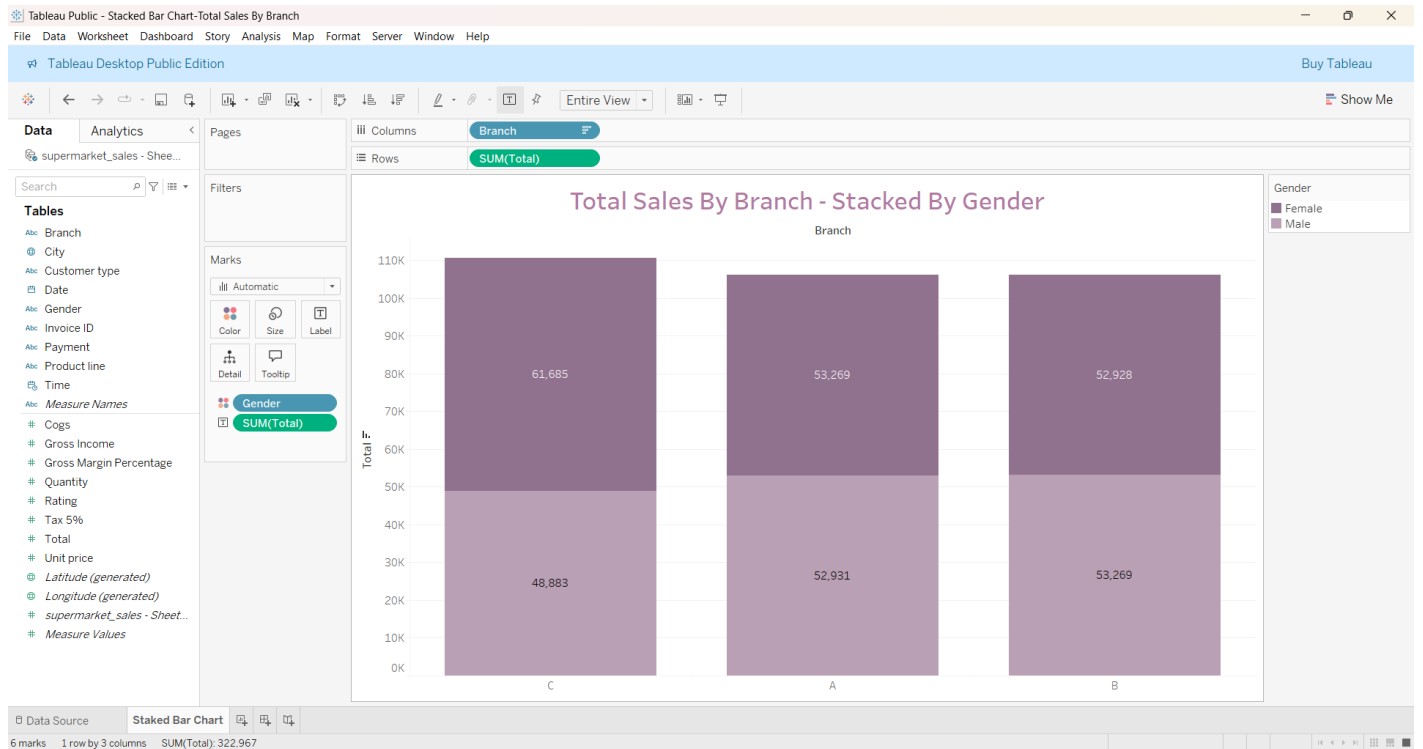 Tableau Public - Stacked Bar Chart-Total Sales By Branch
File Data Worksheet Dashboard Story Analysis Map Format Server Window Help
Tableau Desktop Public Edition
Buy Tableau
Entire View
Show Me
Data Analytics
supermarket_sales - Shee...
Search
Tables
Abc Branch
City
Abc Customer type
Date
Abc Gender
Abc Invoice ID
Abc Payment
Abc Product line
Time
Abc Measure Names
# Cogs
# Gross Income
# Gross Margin Percentage
# Quantity
# Rating
# Tax 5%
# Total
# Unit price
Latitude (generated)
Longitude (generated)
# supermarket_sales - Sheet...
# Measure Values
Pages
Filters
Marks
Automatic
Color Size Label
Detail Tooltip
Gender
SUM(Total)
Columns Branch
Rows SUM(Total)
Total Sales By Branch - Stacked By Gender
Branch
Total
110K
100K
90K
80K
70K
60K
50K
40K
30K
20K
10K
0K
61,685 53,269 52,928
48,883 52,931 53,269
C A B
Gender
Female
Male
Data Source Staked Bar Chart
6 marks 1 row by 3 columns SUM(Total): 322,967